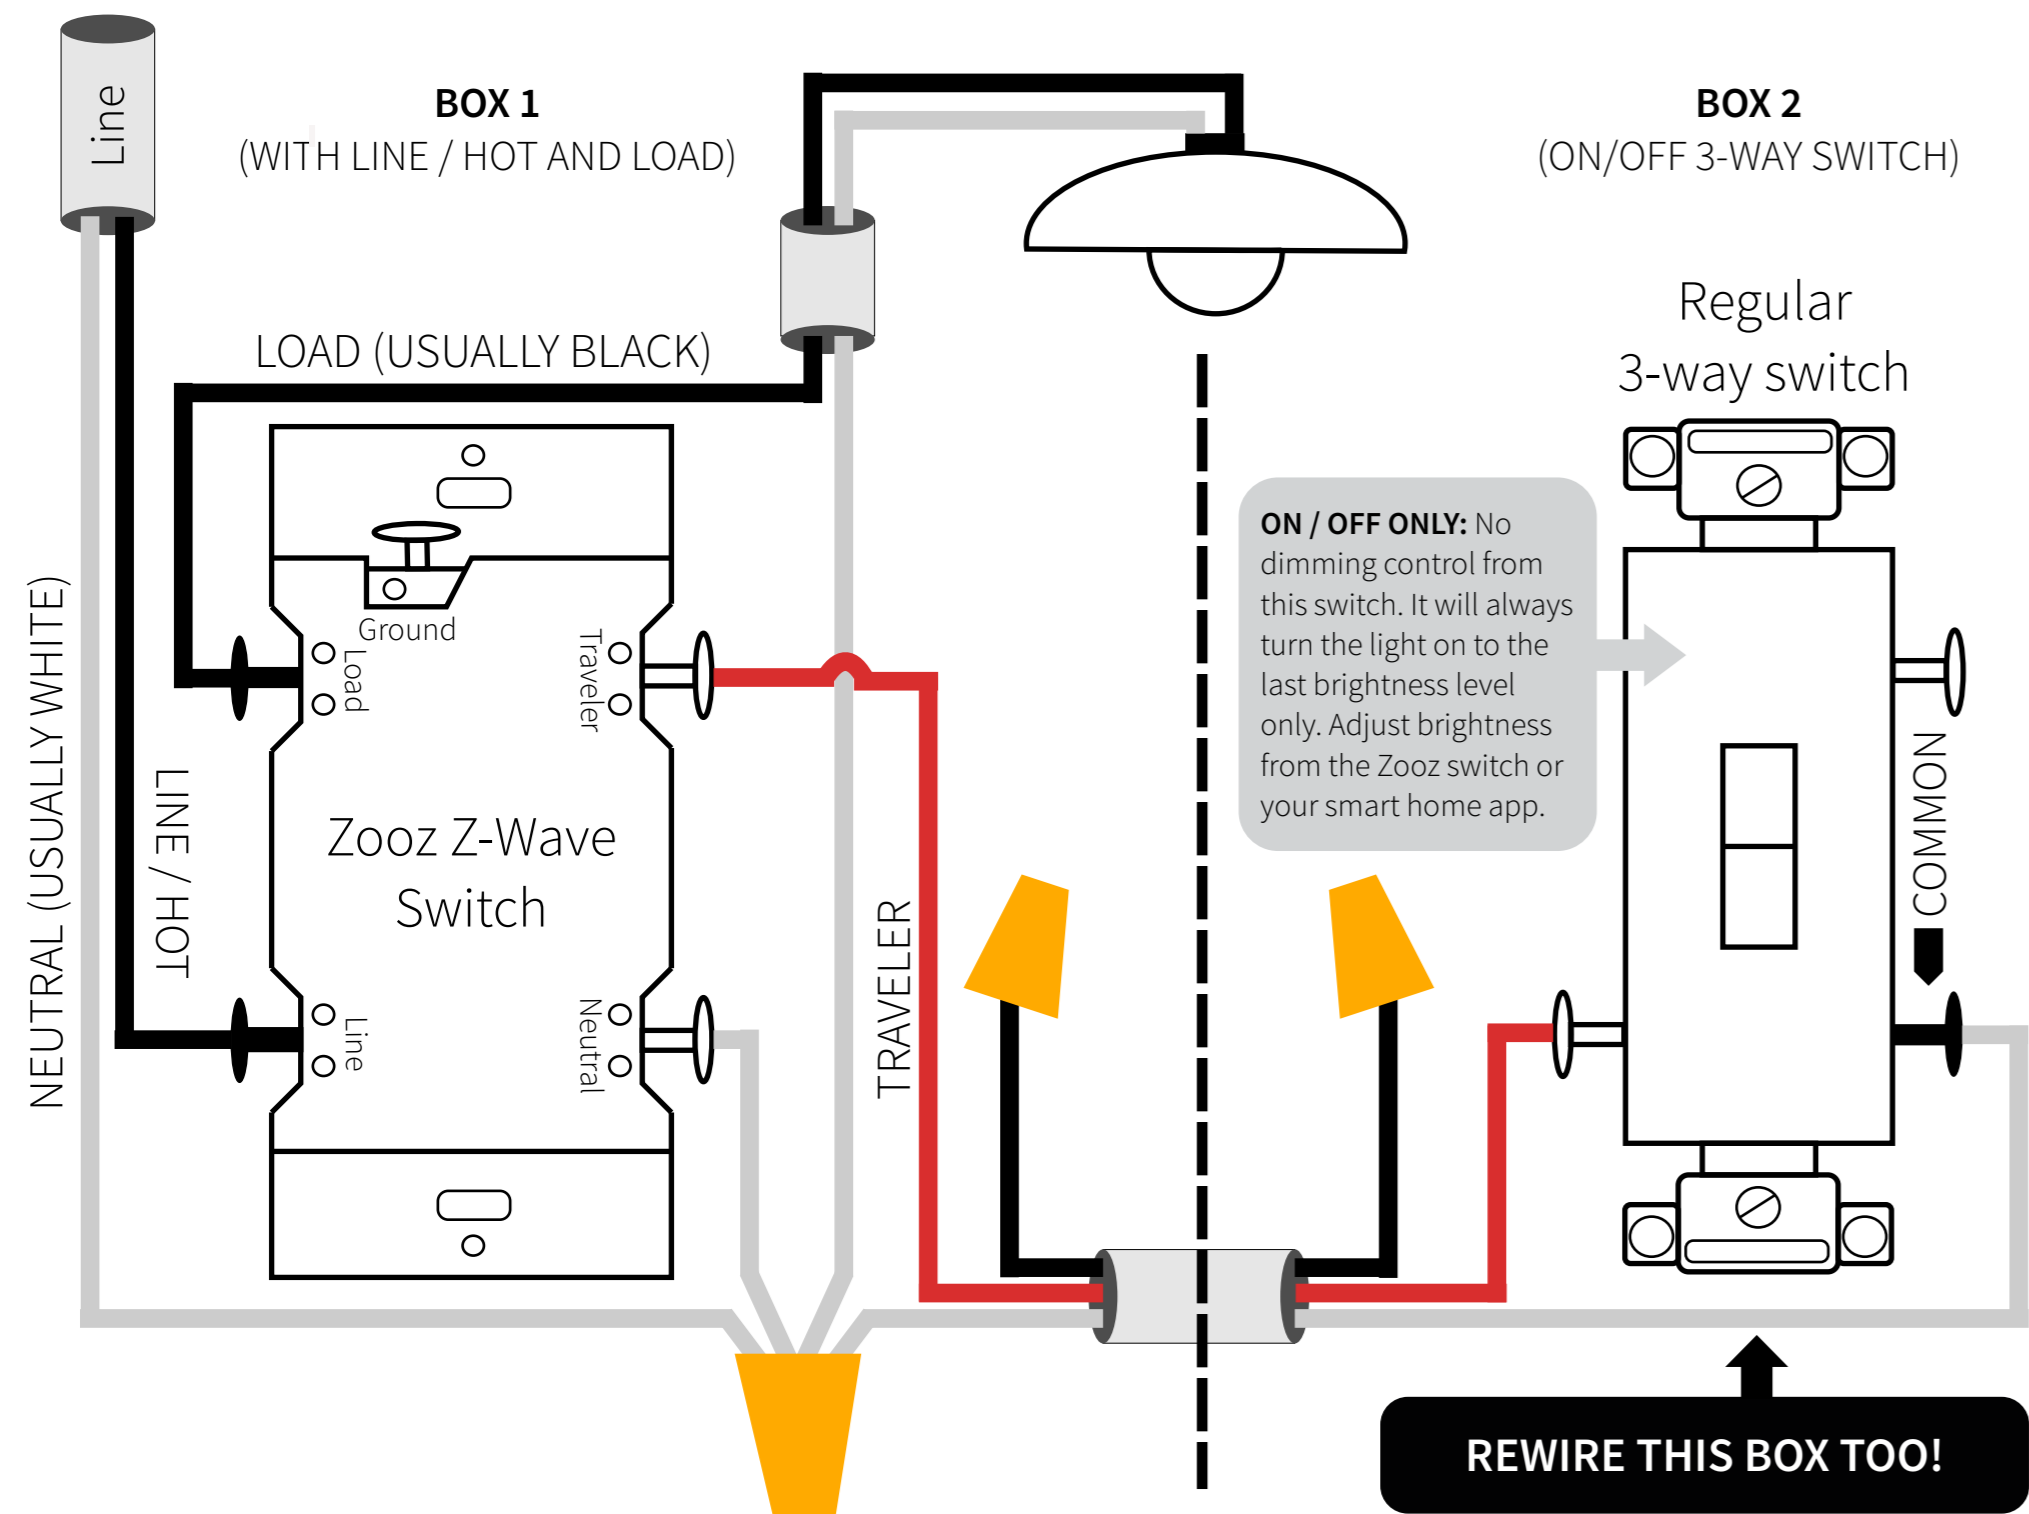 Line
BOX 1
(WITH LINE / HOT AND LOAD)
BOX 2
(ON/OFF 3-WAY SWITCH)
LOAD (USUALLY BLACK)
Regular
3-way switch
NEUTRAL (USUALLY WHITE)
LINE / HOT
Ground
Load
Traveler
Zooz Z-Wave
Switch
Line
Neutral
TRAVELER
ON / OFF ONLY: No
dimming control from
this switch. It will always
turn the light on to the
last brightness level
only. Adjust brightness
from the Zooz switch or
your smart home app.
COMMON
REWIRE THIS BOX TOO!